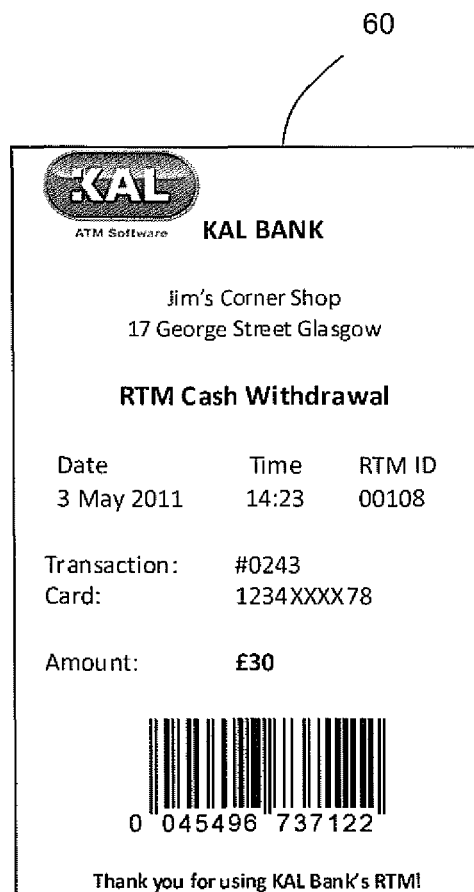 60
KAL
ATM Software
KAL BANK
Jim's Corner Shop
17 George Street Glasgow
RTM Cash Withdrawal
Date Time RTM ID
3 May 2011 14:23 00108
Transaction: #0243
Card: 1234XXXX78
Amount: £30
0 045496 737122
Thank you for using KAL Bank's RTM!